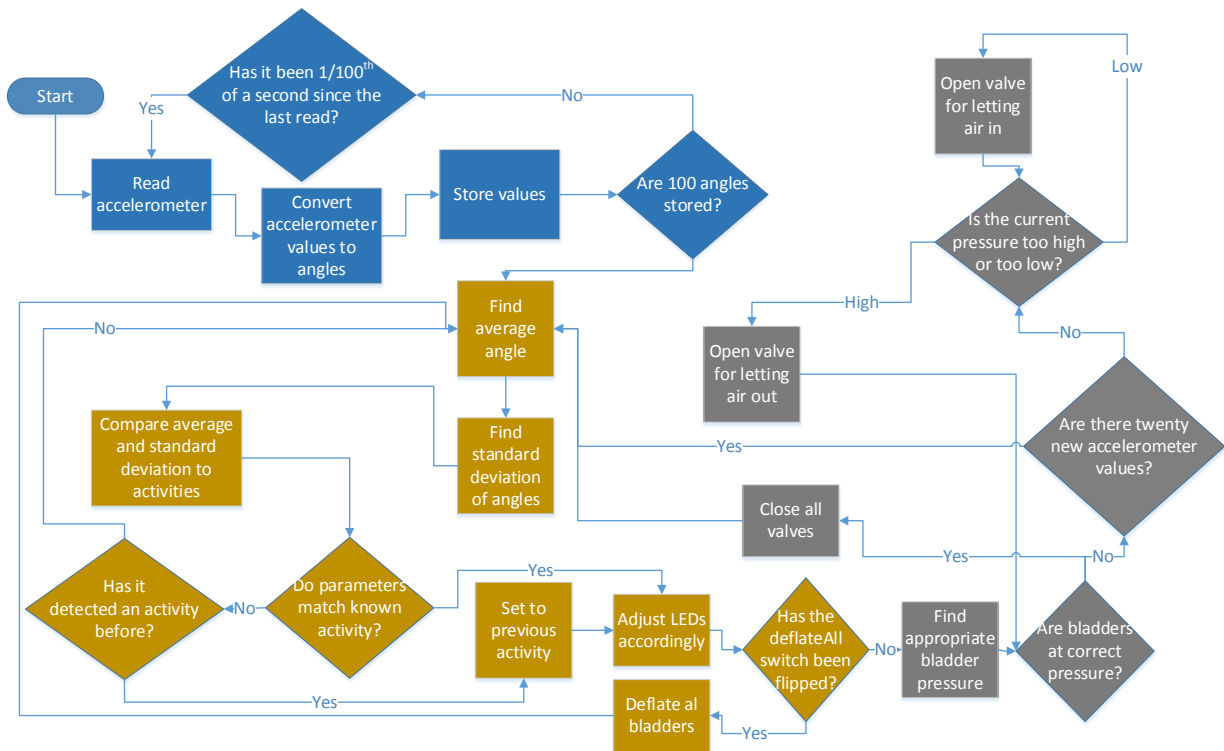 Start
Has it been 1/100th
of a second since the
last read?
Yes
No
Read
accelerometer
Convert
accelerometer
values to
angles
Store values
Are 100 angles
stored?
Low
Open valve
for letting
air in
Is the current
pressure too high
or too low?
High
No
Open valve
for letting
air out
Are there twenty
new accelerometer
values?
Yes
No
Find
average
angle
No
Find
standard
deviation
of angles
Compare average
and standard
deviation to
activities
Close all
valves
Yes
No
Has it
detected an activity
before?
No
Do parameters
match known
activity?
Yes
Set to
previous
activity
Yes
Adjust LEDs
accordingly
Has the
deflateAll
switch been
flipped?
No
Find
appropriate
bladder
pressure
Are bladders
at correct
pressure?
Deflate al
bladders
Yes